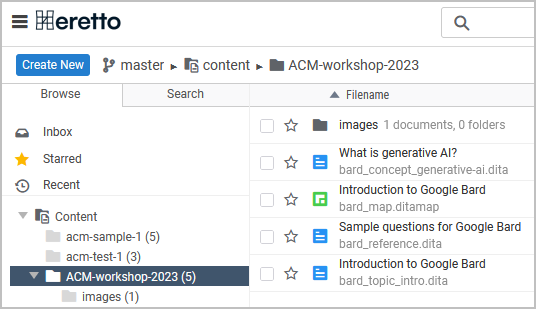 Heretto
Create New master ▸ content ▸ ACM-workshop-2023
Browse Search
Filename
Inbox
Starred
Recent
Content
acm-sample-1 (5)
acm-test-1 (3)
ACM-workshop-2023 (5)
images (1)
images 1 documents, 0 folders
What is generative AI?
bard_concept_generative-ai.dita
Introduction to Google Bard
bard_map.ditamap
Sample questions for Google Bard
bard_reference.dita
Introduction to Google Bard
bard_topic_intro.dita